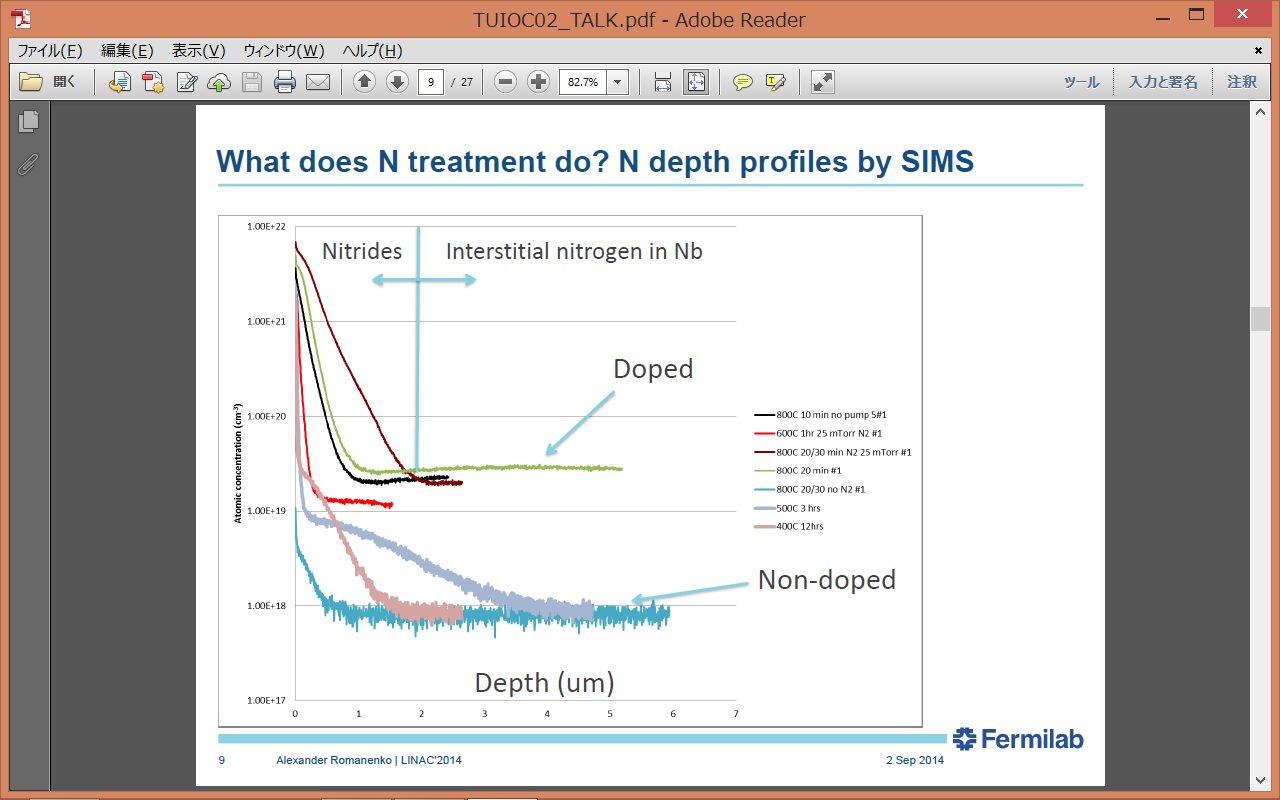 TUIOC02_TALK.pdf - Adobe Reader
ファイル(F) 編集(E) 表示(V) ウィンドウ(W) ヘルプ(H)
開く 9 / 27 82.7% ツール 入力と署名 注釈
What does N treatment do? N depth profiles by SIMS
Nitrides Interstitial nitrogen in Nb
Doped
Non-doped
Atomic concentration (cm-3)
1.00E+22
1.00E+21
1.00E+20
1.00E+19
1.00E+18
1.00E+17
800C 10 min no pump 5#1
600C 1hr 25 mTorr N2 #1
800C 20/30 min N2 25 mTorr #1
800C 20 min #1
800C 20/30 no N2 #1
500C 3 hrs
400C 12hrs
Depth (um)
0 1 2 3 4 5 6 7
Fermilab
9 Alexander Romanenko | LINAC'2014 2 Sep 2014